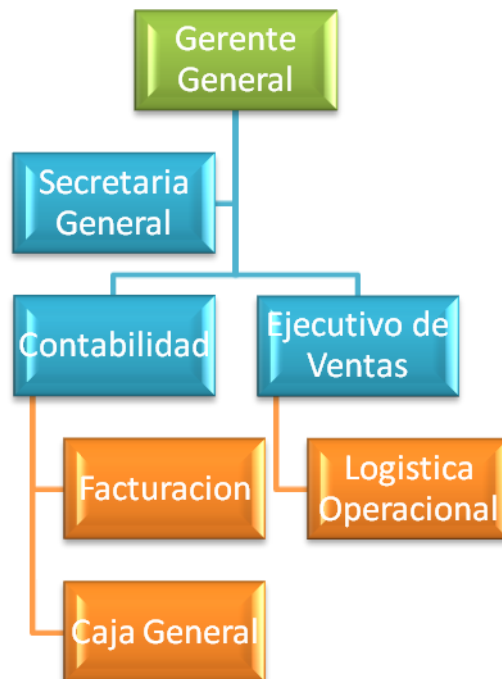 Gerente
General
Secretaria
General
Contabilidad
Ejecutivo de
Ventas
Facturacion
Logistica
Operacional
Caja General